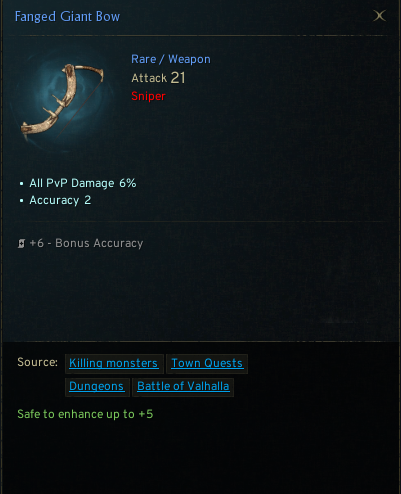 Fanged Giant Bow
Rare / Weapon
Attack 21
Sniper
• All PvP Damage 6%
• Accuracy 2
+6 - Bonus Accuracy
Source: Killing monsters Town Quests
Dungeons Battle of Valhalla
Safe to enhance up to +5